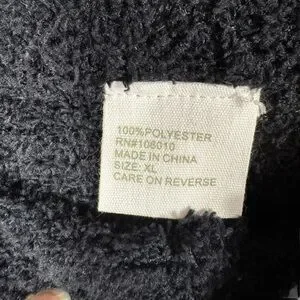 100%POLYESTER
RN#108010
MADE IN CHINA
SIZE: XL
CARE ON REVERSE